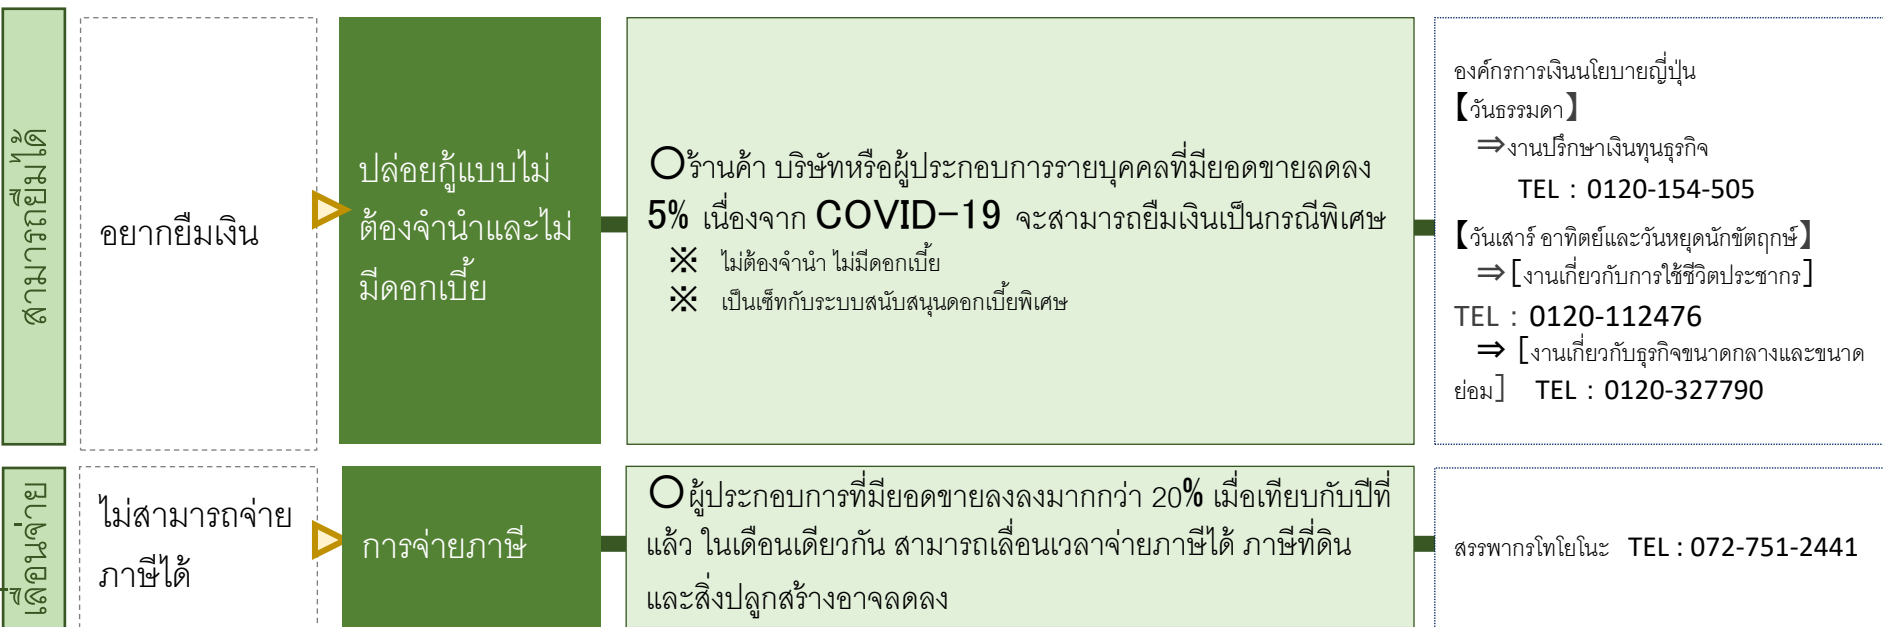 สามารถยืมได้
อยากยืมเงิน
ปล่อยกู้แบบไม่
ต้องจำนำและไม่
มีดอกเบี้ย
○ร้านค้า บริษัทหรือผู้ประกอบการรายบุคคลที่มียอดขายลดลง
5% เนื่องจาก COVID-19 จะสามารถยืมเงินเป็นกรณีพิเศษ
※ ไม่ต้องจำนำ ไม่มีดอกเบี้ย
※ เป็นเซ็ทกับระบบสนับสนุนดอกเบี้ยพิเศษ
องค์กรการเงินนโยบายญี่ปุ่น
【วันธรรมดา】
⇒งานปรึกษาเงินทุนธุรกิจ
TEL：0120-154-505
【วันเสาร์ อาทิตย์และวันหยุดนักขัตฤกษ์】
⇒[งานเกี่ยวกับการใช้ชีวิตประชากร]
TEL：0120-112476
⇒ [งานเกี่ยวกับธุรกิจขนาดกลางและขนาด
ย่อม] TEL：0120-327790
เลื่อนจ่าย
ไม่สามารถจ่าย
ภาษีได้
การจ่ายภาษี
○ผู้ประกอบการที่มียอดขายลงลงมากกว่า 20% เมื่อเทียบกับปีที่
แล้ว ในเดือนเดียวกัน สามารถเลื่อนเวลาจ่ายภาษีได้ ภาษีที่ดิน
และสิ่งปลูกสร้างอาจลดลง
สรรพากรโทโยโนะ TEL : 072-751-2441